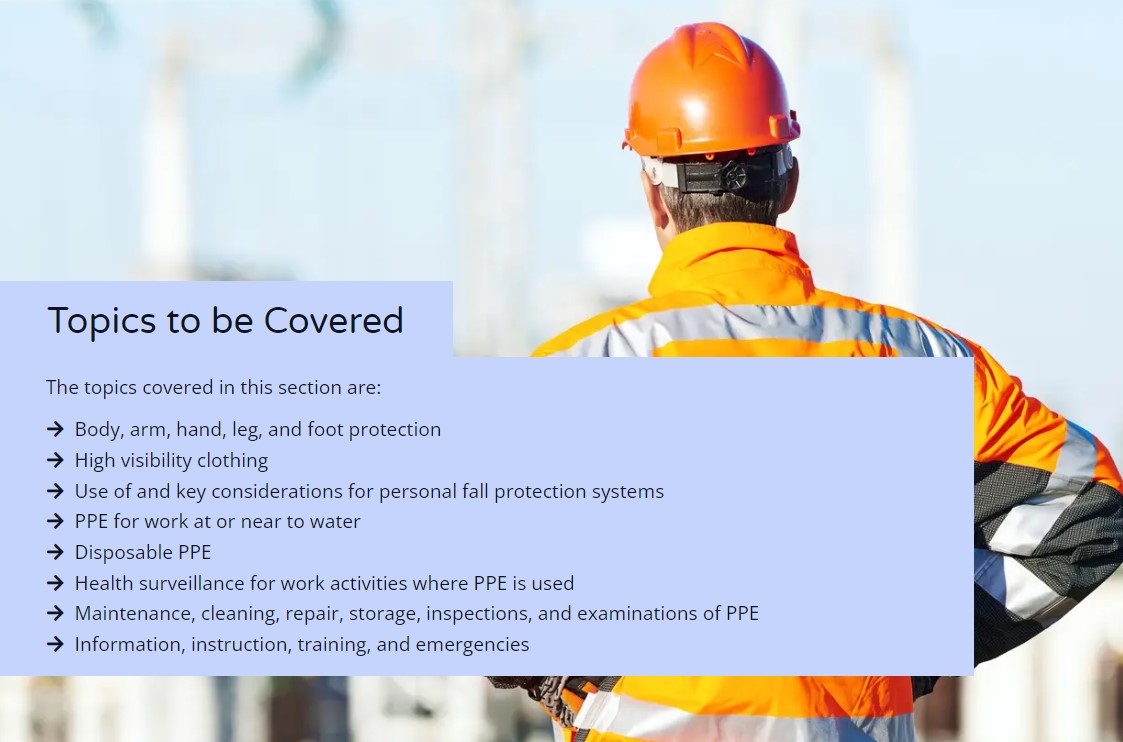 Topics to be Covered
The topics covered in this section are:
→ Body, arm, hand, leg, and foot protection
→ High visibility clothing
→ Use of and key considerations for personal fall protection systems
→ PPE for work at or near to water
→ Disposable PPE
→ Health surveillance for work activities where PPE is used
→ Maintenance, cleaning, repair, storage, inspections, and examinations of PPE
→ Information, instruction, training, and emergencies